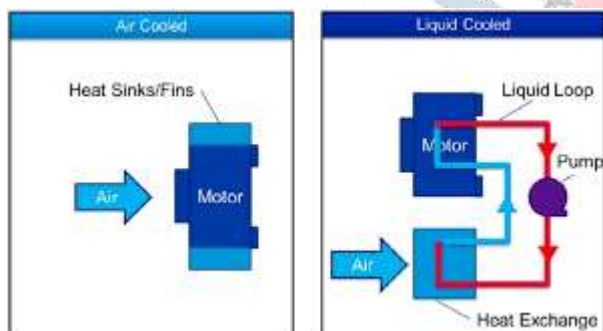 Air Cooled
Heat Sinks/Fins
Air
Motor
Liquid Cooled
Liquid Loop
Motor
Pump
Air
Heat Exchange